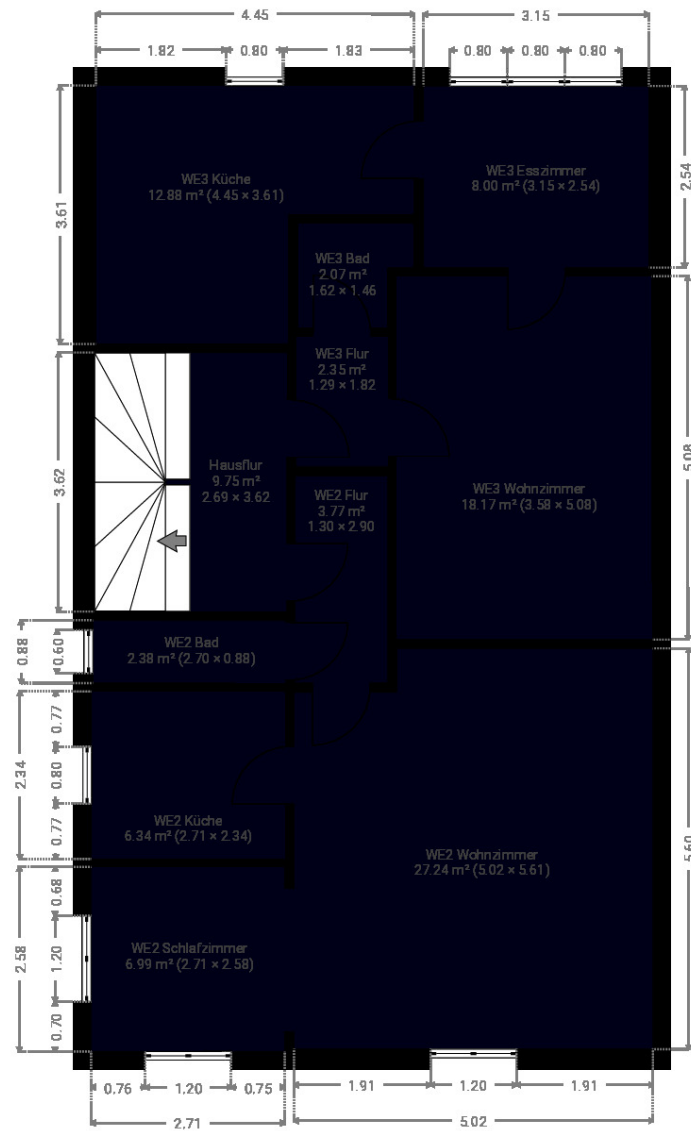 4.45
3.15
1.82
0.80
1.83
0.80
0.80
0.80
3.61
WE3 Küche
12.88 m² (4.45 × 3.61)
WE3 Esszimmer
8.00 m² (3.15 × 2.54)
2.54
WE3 Bad
2.07 m²
1.62 × 1.46
WE3 Flur
2.35 m²
1.29 × 1.82
3.62
Hausflur
9.75 m²
2.69 × 3.62
WE2 Flur
3.77 m²
1.30 × 2.90
WE3 Wohnzimmer
18.17 m² (3.58 × 5.08)
5.08
0.88
0.60
WE2 Bad
2.38 m² (2.70 × 0.88)
2.34
0.77
0.80
0.77
WE2 Küche
6.34 m² (2.71 × 2.34)
WE2 Wohnzimmer
27.24 m² (5.02 × 5.61)
5.60
2.58
0.68
1.20
0.70
WE2 Schlafzimmer
6.99 m² (2.71 × 2.58)
0.76
1.20
0.75
1.91
1.20
1.91
2.71
5.02